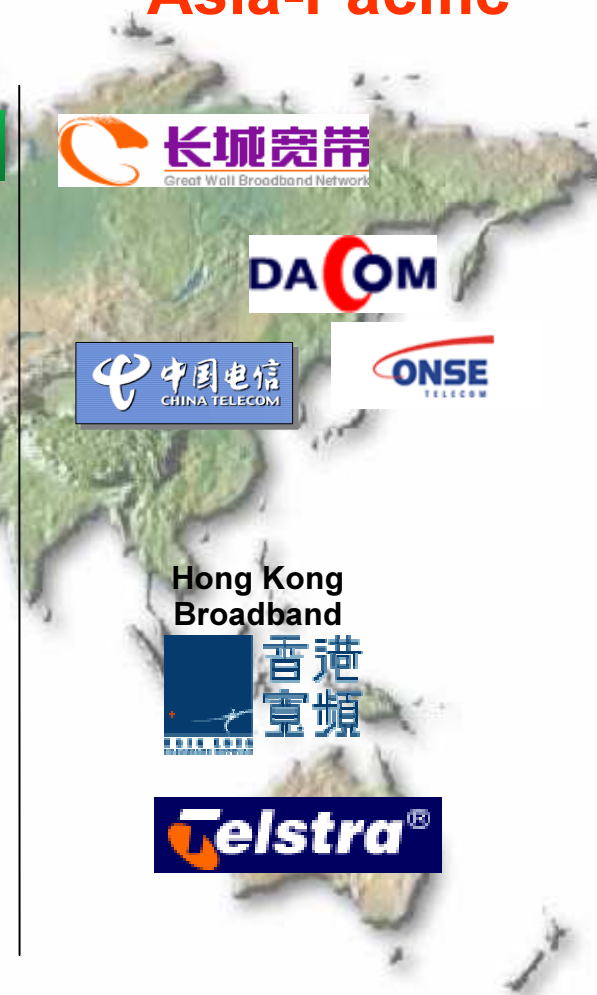 Asia-Pacific
长城宽带
Great Wall Broadband Network
DACOM
中国电信
CHINA TELECOM
ONSE
TELECOM
Hong Kong
Broadband
香港
寬頻
Telstra®